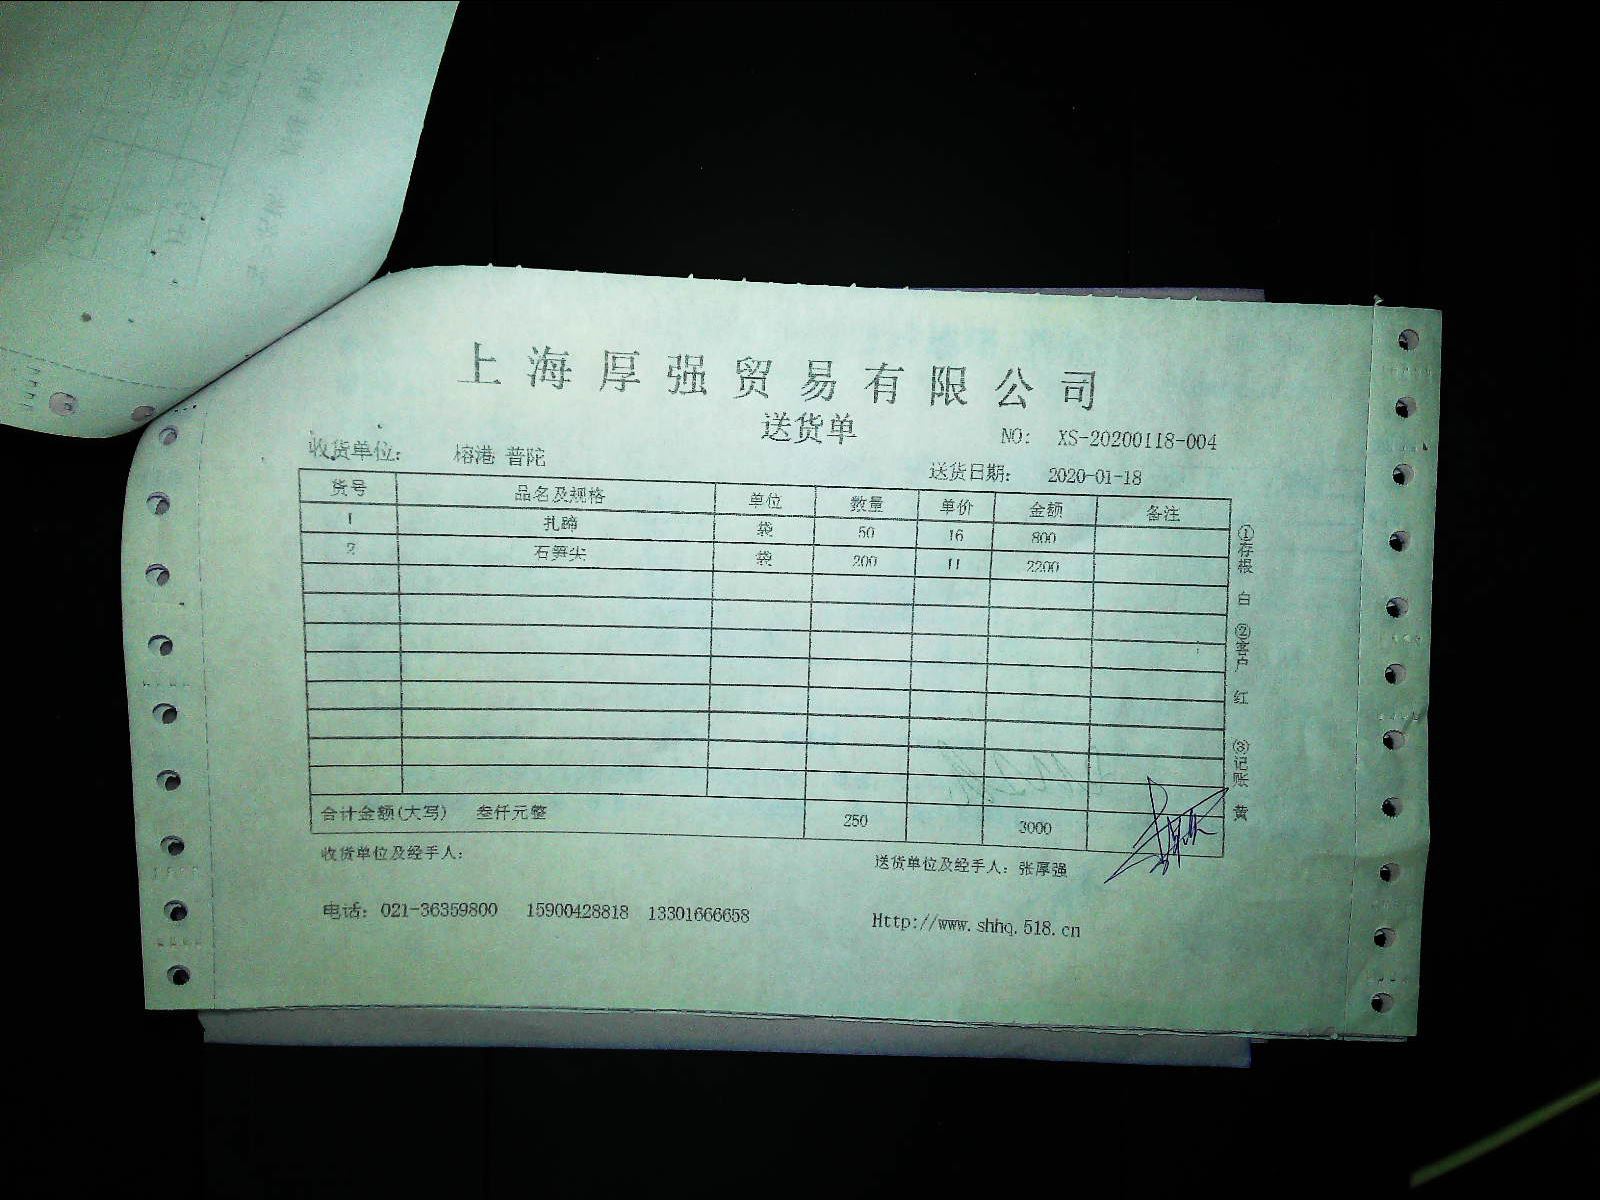 上海厚强贸易有限公司
送货单
NO: XS-20200118-004
收货单位: 榕港 普陀
送货日期: 2020-01-18
货号 品名及规格 单位 数量 单价 金额 备注
1 扎蹄 袋 50 16 800
2 石笋尖 袋 200 11 2200
合计金额(大写) 叁仟元整 250 3000
收货单位及经手人:
送货单位及经手人: 张厚强
电话: 021-36359800 15900428818 13301666658
Http://www.shhq.518.cn
①存根 白 ②客户 红 ③记账 黄